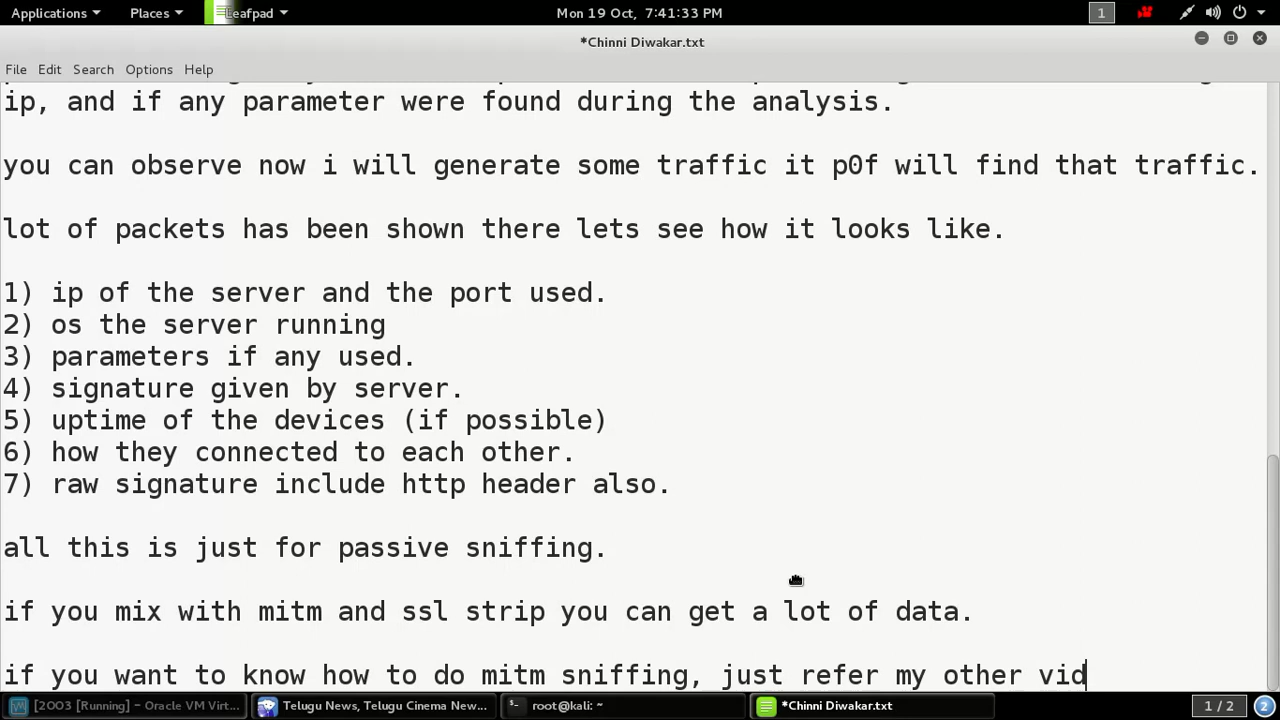 Applications Places Leafpad Mon 19 Oct, 7:41:33 PM 1
*Chinni Diwakar.txt
File Edit Search Options Help
ip, and if any parameter were found during the analysis.
you can observe now i will generate some traffic it p0f will find that traffic.
lot of packets has been shown there lets see how it looks like.
1) ip of the server and the port used.
2) os the server running
3) parameters if any used.
4) signature given by server.
5) uptime of the devices (if possible)
6) how they connected to each other.
7) raw signature include http header also.
all this is just for passive sniffing.
if you mix with mitm and ssl strip you can get a lot of data.
if you want to know how to do mitm sniffing, just refer my other vid
[2OO3 [Running] - Oracle VM Virt... Telugu News, Telugu Cinema New... root@kali: ~ *Chinni Diwakar.txt 1 / 2 2